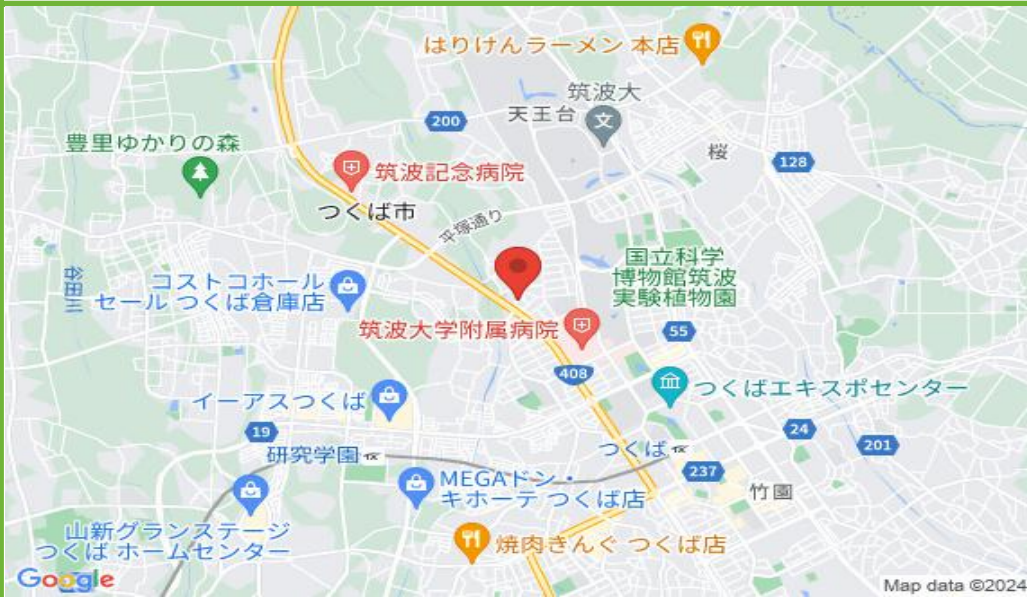 はりけんラーメン 本店
筑波大
天王台
文
200
豊里ゆかりの森
桜
128
筑波記念病院
つくば市
平塚通り
国立科学
博物館筑波
実験植物園
谷田川
コストコホール
セール つくば倉庫店
筑波大学附属病院
55
408
つくばエキスポセンター
イーアスつくば
19
24
201
研究学園
つくば
237
MEGAドン・
キホーテ つくば店
竹園
山新グランステージ
つくば ホームセンター
焼肉きんぐ つくば店
Google
Map data ©2024